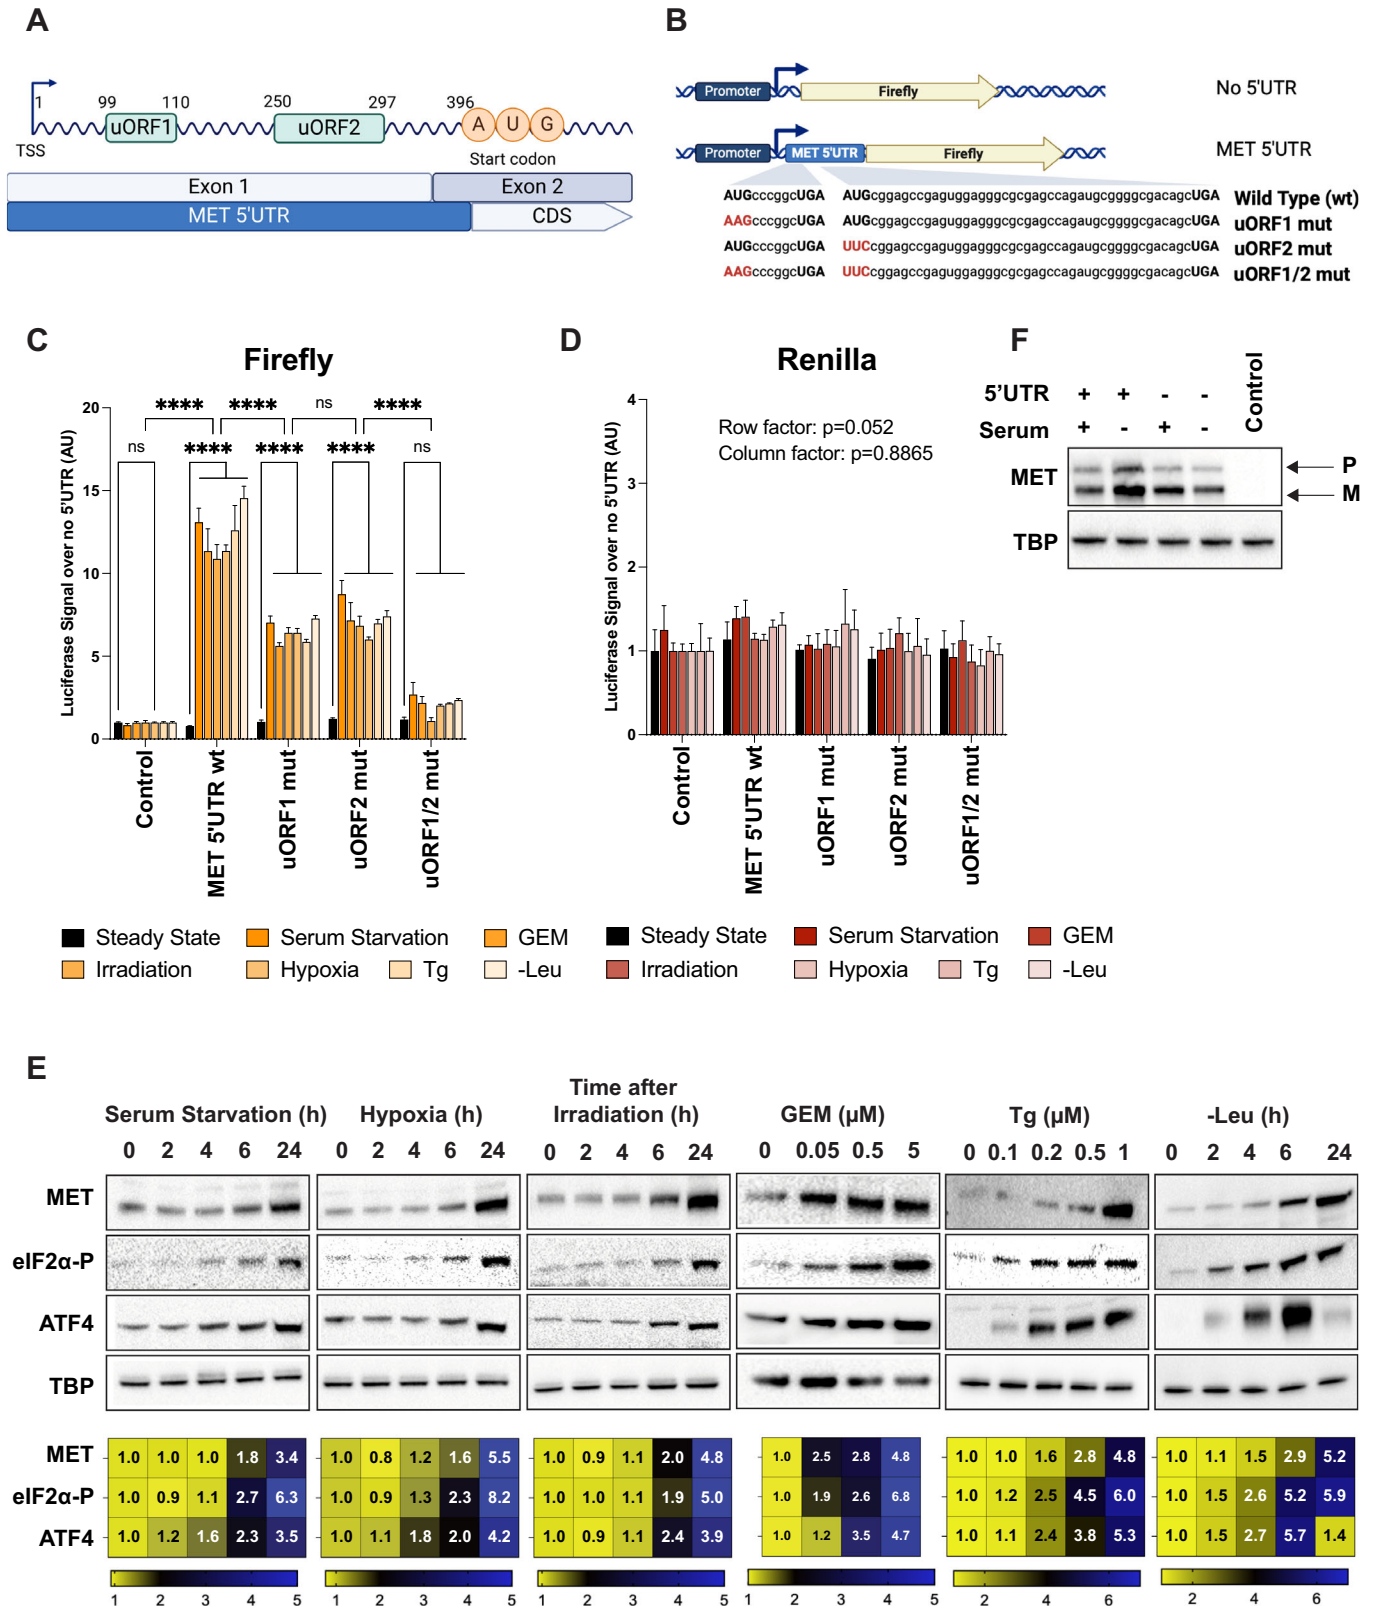 A
1 99 110 250 297 396
uORF1 uORF2 A U G
TSS
Start codon
Exon 1 Exon 2
MET 5'UTR CDS
B
Promoter Firefly No 5'UTR
Promoter MET 5'UTR Firefly MET 5'UTR
AUGcccggcUGA AUGcggagccgaguggagggcgcgagccagaugcggggcgacagcUGA Wild Type (wt)
AAGcccggcUGA AUGcggagccgaguggagggcgcgagccagaugcggggcgacagcUGA uORF1 mut
AUGcccggcUGA UUCcggagccgaguggagggcgcgagccagaugcggggcgacagcUGA uORF2 mut
AAGcccggcUGA UUCcggagccgaguggagggcgcgagccagaugcggggcgacagcUGA uORF1/2 mut
C
Firefly
Luciferase Signal over no 5'UTR (AU)
20
15
10
5
0
**** **** ns ****
ns **** **** **** ns
Control
MET 5'UTR wt
uORF1 mut
uORF2 mut
uORF1/2 mut
Steady State Serum Starvation GEM
Irradiation Hypoxia Tg -Leu
D
Renilla
Luciferase Signal over no 5'UTR (AU)
4
3
2
1
0
Row factor: p=0.052
Column factor: p=0.8865
Control
MET 5'UTR wt
uORF1 mut
uORF2 mut
uORF1/2 mut
Steady State Serum Starvation GEM
Irradiation Hypoxia Tg -Leu
F
5’UTR + + - - Control
Serum + - + -
MET P
M
TBP
E
Serum Starvation (h)
0 2 4 6 24
Hypoxia (h)
0 2 4 6 24
Time after
Irradiation (h)
0 2 4 6 24
GEM (µM)
0 0.05 0.5 5
Tg (µM)
0 0.1 0.2 0.5 1
-Leu (h)
0 2 4 6 24
MET
eIF2α-P
ATF4
TBP
MET 1.0 1.0 1.0 1.8 3.4 1.0 0.8 1.2 1.6 5.5 1.0 0.9 1.1 2.0 4.8 1.0 2.5 2.8 4.8 1.0 1.0 1.6 2.8 4.8 1.0 1.1 1.5 2.9 5.2
eIF2α-P 1.0 0.9 1.1 2.7 6.3 1.0 0.9 1.3 2.3 8.2 1.0 1.0 1.1 1.9 5.0 1.0 1.9 2.6 6.8 1.0 1.2 2.5 4.5 6.0 1.0 1.5 2.6 5.2 5.9
ATF4 1.0 1.2 1.6 2.3 3.5 1.0 1.1 1.8 2.0 4.2 1.0 0.9 1.1 2.4 3.9 1.0 1.2 3.5 4.7 1.0 1.1 2.4 3.8 5.3 1.0 1.5 2.7 5.7 1.4
1 2 3 4 5 1 2 3 4 5 1 2 3 4 5 1 2 3 4 5 2 4 6 2 4 6